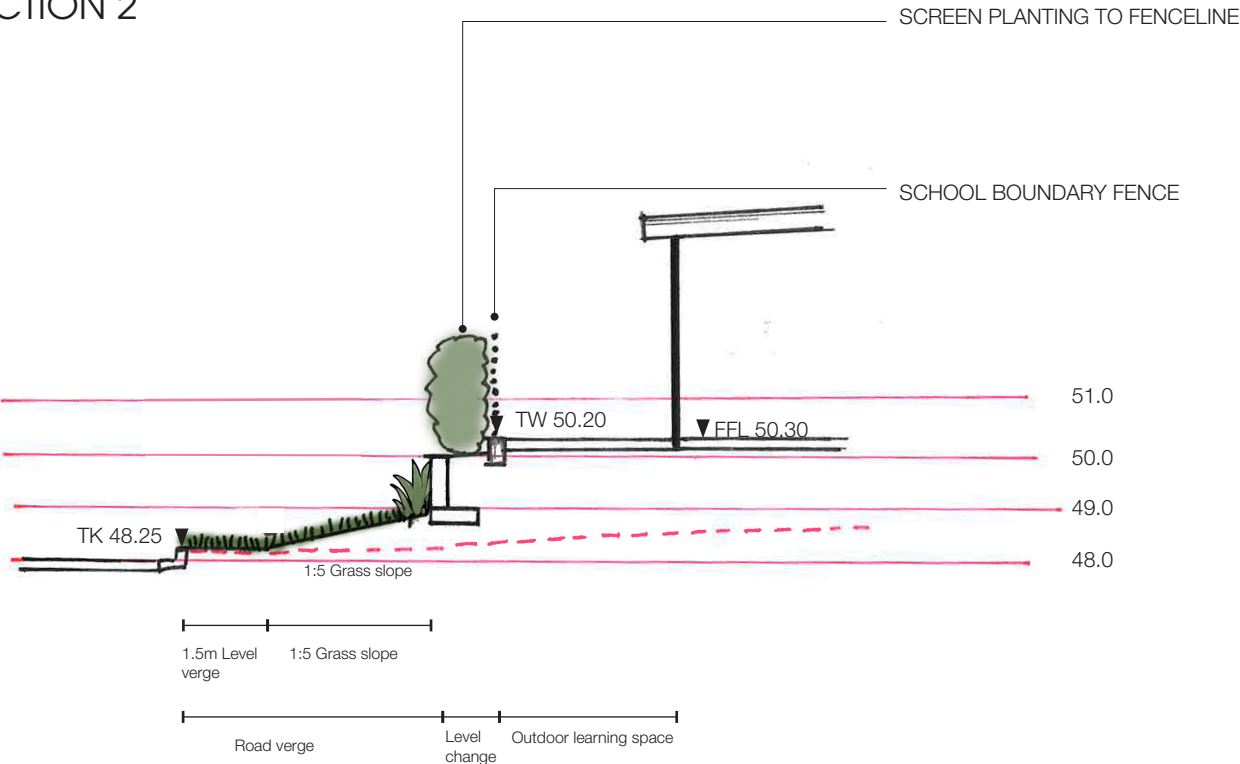 CTION 2
SCREEN PLANTING TO FENCELINE
SCHOOL BOUNDARY FENCE
51.0
TW 50.20
FFL 50.30
50.0
49.0
TK 48.25
48.0
1:5 Grass slope
1.5m Level
verge
1:5 Grass slope
Road verge
Level
change
Outdoor learning space